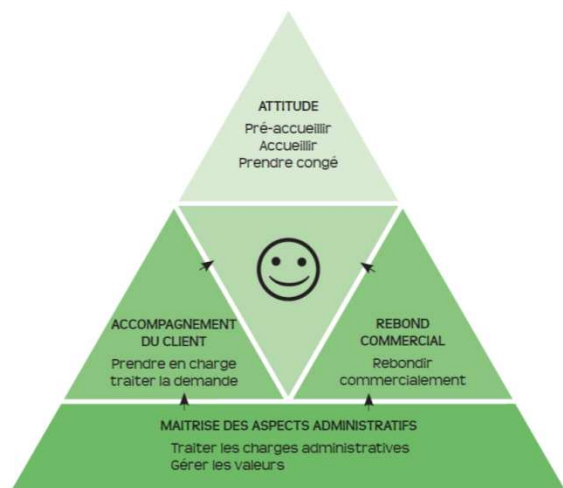 ATTITUDE
Pré-accueillir
Accueillir
Prendre congé
ACCOMPAGNEMENT
DU CLIENT
Prendre en charge
traiter la demande
REBOND
COMMERCIAL
Rebondir
commercialement
MAITRISE DES ASPECTS ADMINISTRATIFS
Traiter les charges administratives
Gérer les valeurs